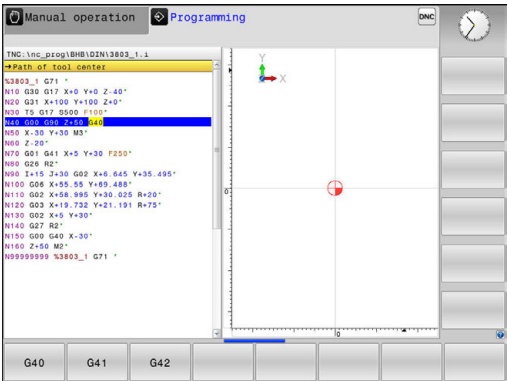 Manual operation
Programming
DNC
TNC:\nc_prog\BHB\DIN\3803_1.i
→Path of tool center
%3803_1 G71 *
N10 G30 G17 X+0 Y+0 Z-40*
N20 G31 X+100 Y+100 Z+0*
N30 T5 G17 S500 F100*
N40 G00 G90 Z+50 G40
N50 X-30 Y+30 M3*
N60 Z-20*
N70 G01 G41 X+5 Y+30 F250*
N80 G26 R2*
N90 I+15 J+30 G02 X+6.645 Y+35.495*
N100 G06 X+55.55 Y+69.488*
N110 G02 X+58.995 Y+30.025 R+20*
N120 G03 X+19.732 Y+21.191 R+75*
N130 G02 X+5 Y+30*
N140 G27 R2*
N150 G00 G40 X-30*
N160 Z+50 M2*
N99999999 %3803_1 G71 *
Y
X
0
0
G40
G41
G42